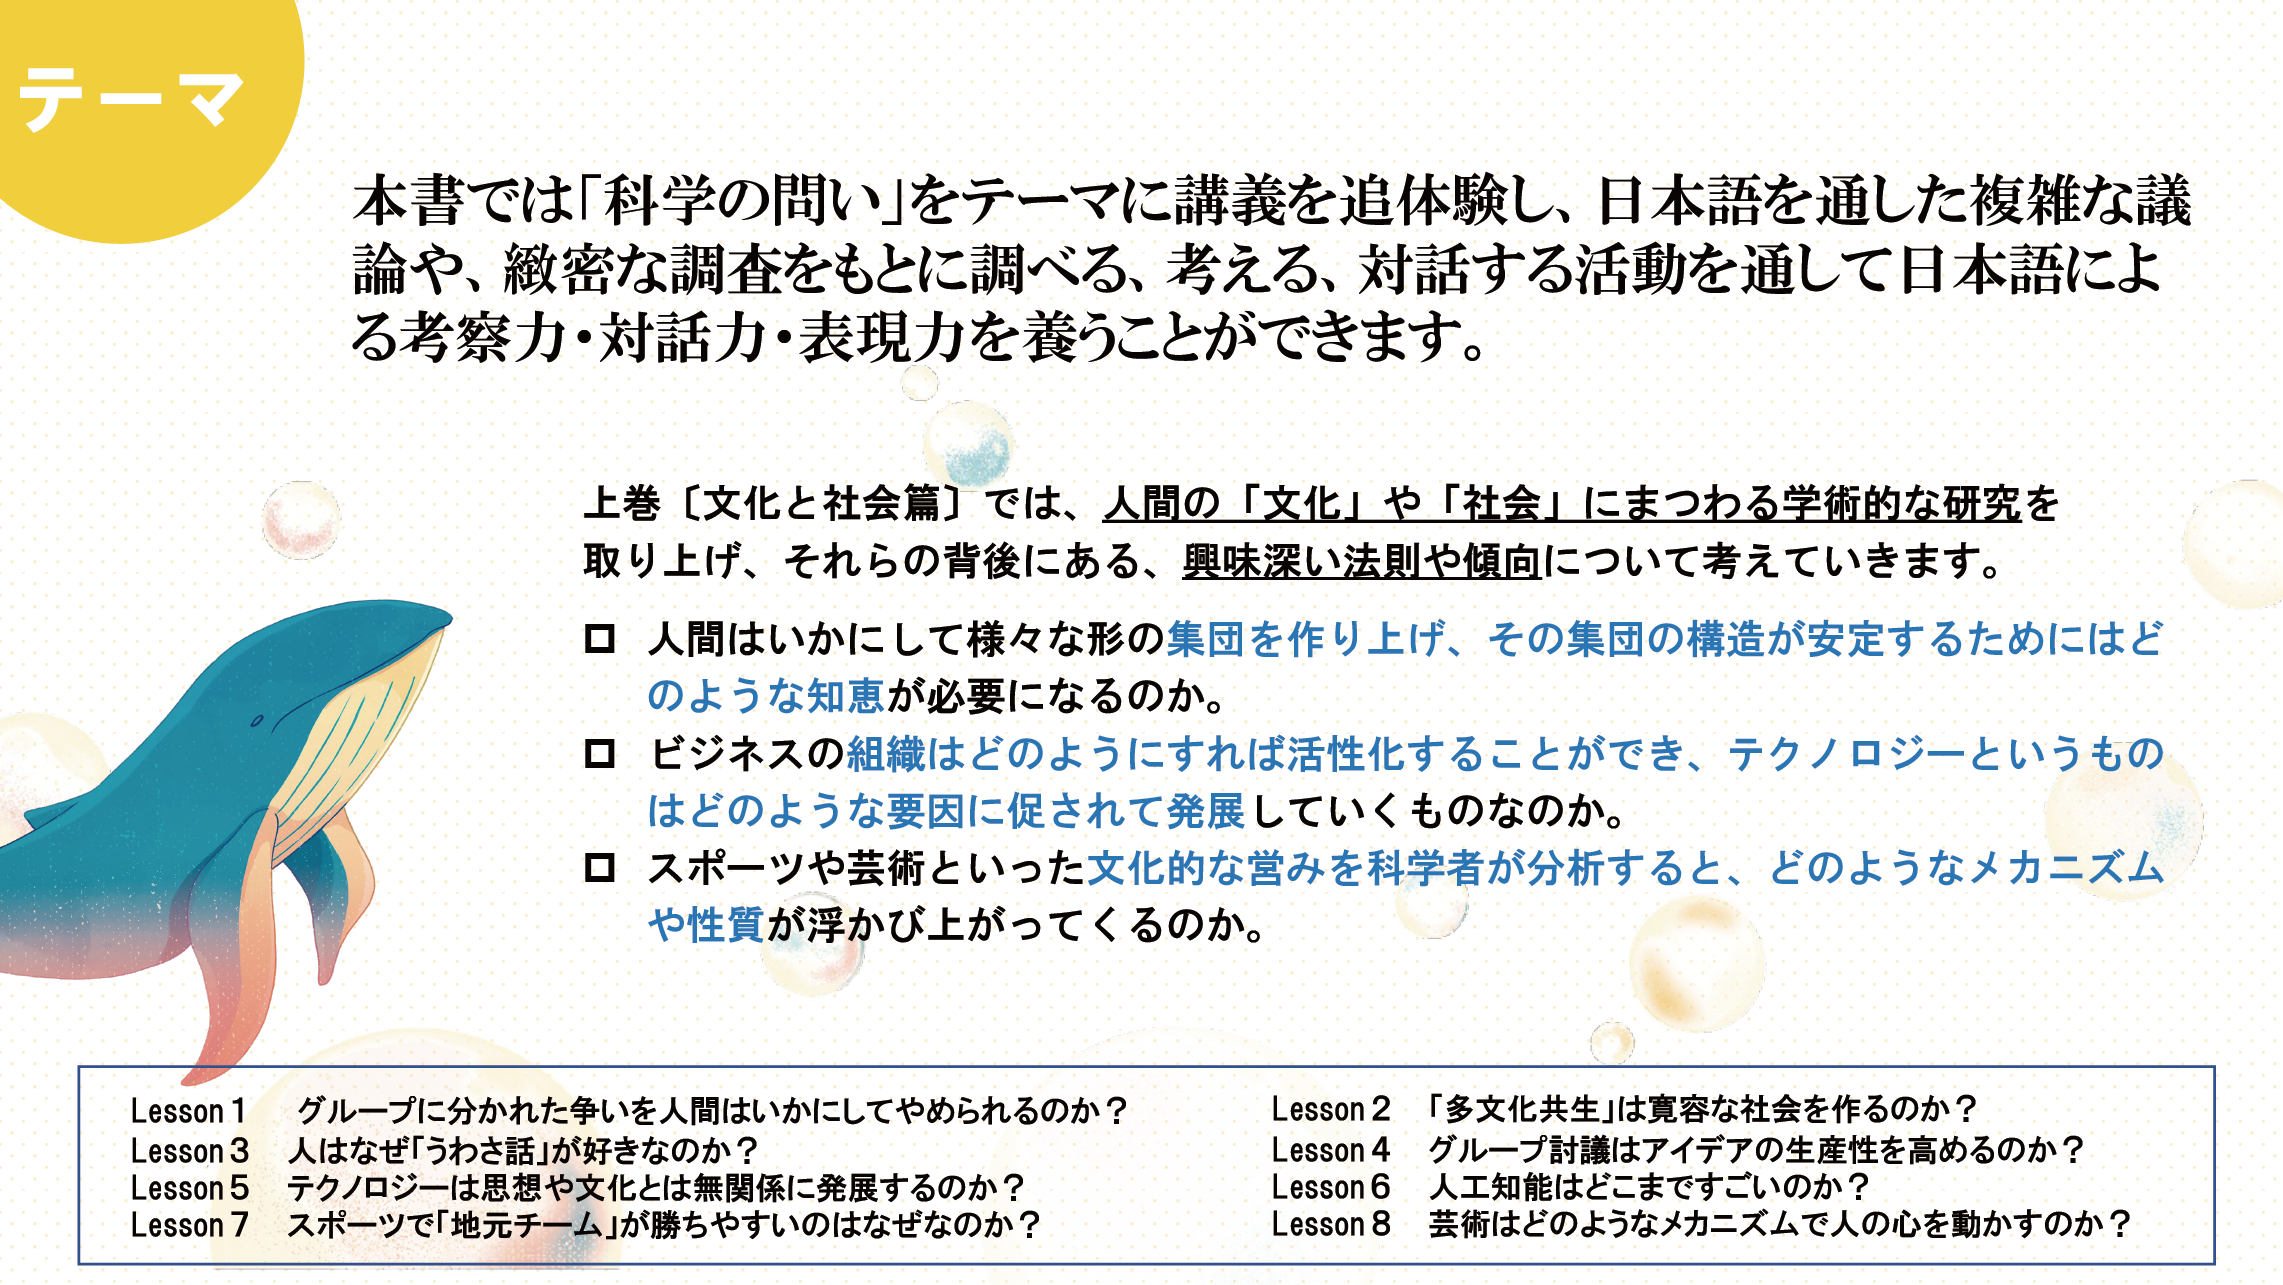 テーマ
本書では「科学の問い」をテーマに講義を追体験し、日本語を通した複雑な議
論や、緻密な調査をもとに調べる、考える、対話する活動を通して日本語によ
る考察力・対話力・表現力を養うことができます。
上巻〔文化と社会篇〕では、人間の「文化」や「社会」にまつわる学術的な研究を
取り上げ、それらの背後にある、興味深い法則や傾向について考えていきます。
人間はいかにして様々な形の集団を作り上げ、その集団の構造が安定するためにはど
のような知恵が必要になるのか。
ビジネスの組織はどのようにすれば活性化することができ、テクノロジーというもの
はどのような要因に促されて発展していくものなのか。
スポーツや芸術といった文化的な営みを科学者が分析すると、どのようなメカニズム
や性質が浮かび上がってくるのか。
Lesson１　グループに分かれた争いを人間はいかにしてやめられるのか？
Lesson２　「多文化共生」は寛容な社会を作るのか？
Lesson３　人はなぜ「うわさ話」が好きなのか？
Lesson４　グループ討議はアイデアの生産性を高めるのか？
Lesson５　テクノロジーは思想や文化とは無関係に発展するのか？
Lesson６　人工知能はどこまですごいのか？
Lesson７　スポーツで「地元チーム」が勝ちやすいのはなぜなのか？
Lesson８　芸術はどのようなメカニズムで人の心を動かすのか？